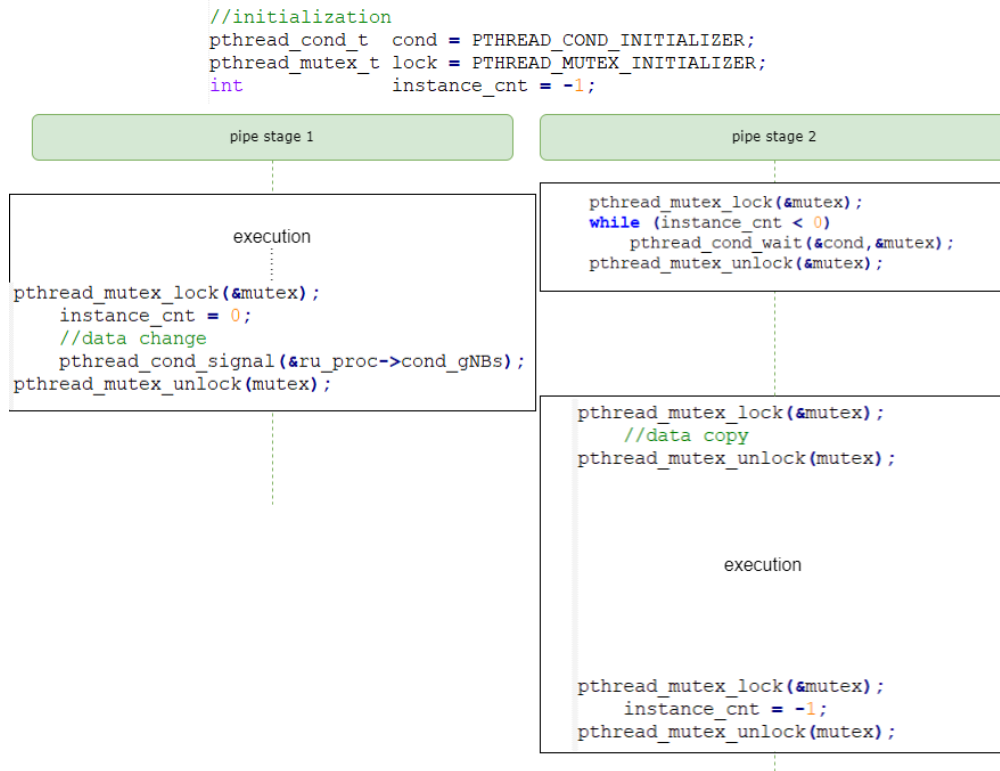 //initialization
pthread_cond_t  cond = PTHREAD_COND_INITIALIZER;
pthread_mutex_t lock = PTHREAD_MUTEX_INITIALIZER;
int             instance_cnt = -1;
pipe stage 1
execution
pthread_mutex_lock(&mutex);
    instance_cnt = 0;
    //data change
    pthread_cond_signal(&ru_proc->cond_gNBs);
pthread_mutex_unlock(mutex);
pipe stage 2
pthread_mutex_lock(&mutex);
while (instance_cnt < 0)
    pthread_cond_wait(&cond,&mutex);
pthread_mutex_unlock(&mutex);
pthread_mutex_lock(&mutex);
    //data copy
pthread_mutex_unlock(mutex);
execution
pthread_mutex_lock(&mutex);
    instance_cnt = -1;
pthread_mutex_unlock(mutex);